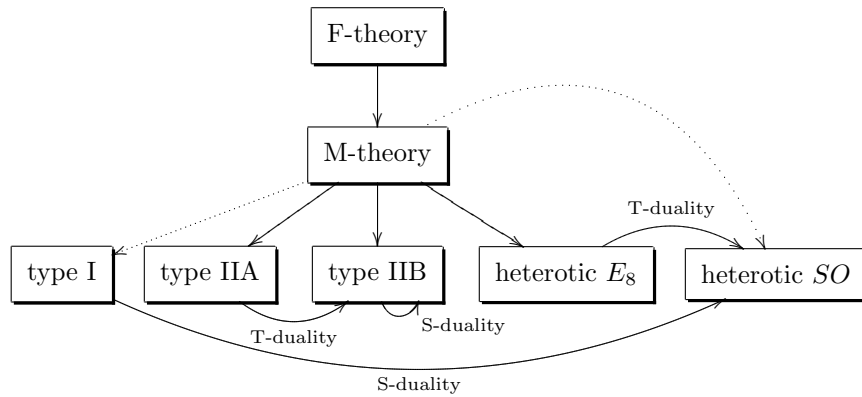 F-theory
M-theory
T-duality
type I
type IIA
type IIB
heterotic E₈
heterotic SO
T-duality
S-duality
S-duality